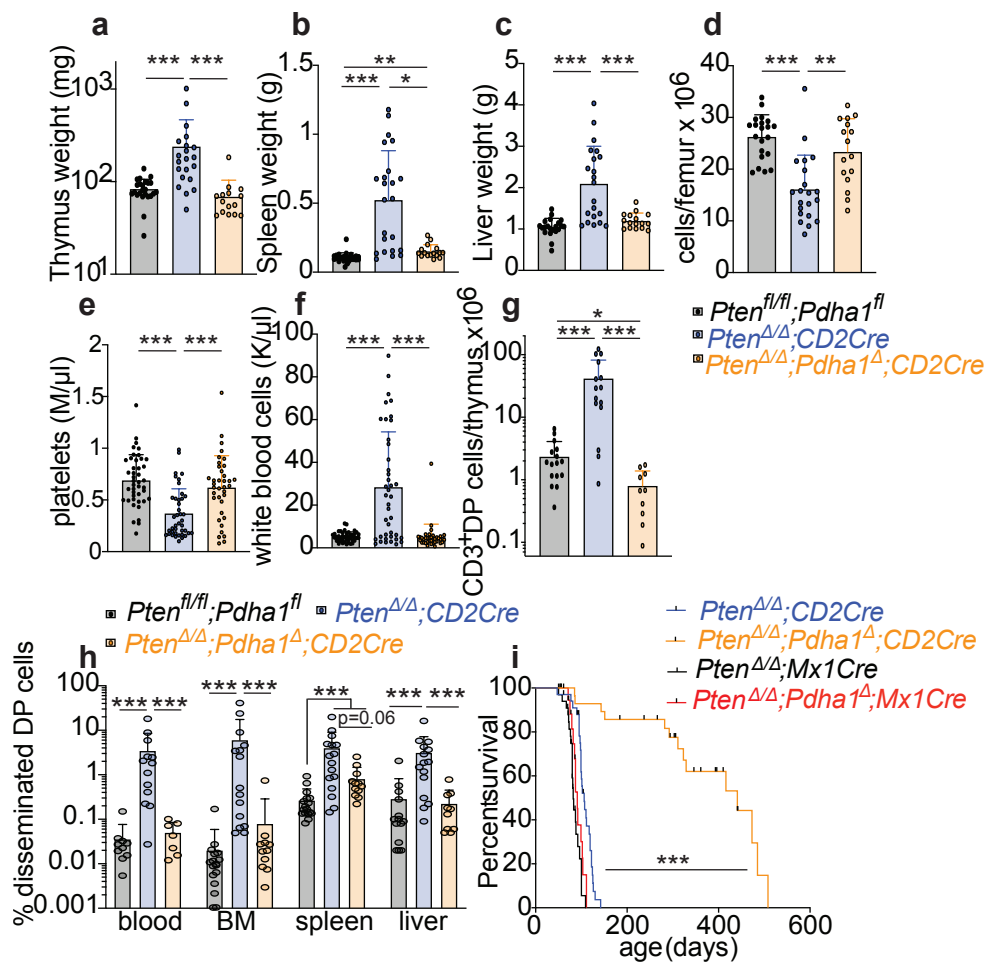 a
Thymus weight (mg)
10³
10²
10¹
*** ***
b
Spleen weight (g)
1
0.5
0
**
*** *
c
Liver weight (g)
5
4
3
2
1
0
*** ***
d
cells/femur x 10⁶
40
30
20
10
0
*** **
e
platelets (M/µl)
2
1.5
1
0.5
0
*** ***
f
white blood cells (K/µl)
100
80
60
40
20
0
*** ***
g
CD3⁺DP cells/thymus x10⁶
100
10
1
0.1
*
*** ***
Pten^fl/fl;Pdha1^fl
Pten^Δ/Δ;CD2Cre
Pten^Δ/Δ;Pdha1^Δ;CD2Cre
Pten^fl/fl;Pdha1^fl Pten^Δ/Δ;CD2Cre
Pten^Δ/Δ;Pdha1^Δ;CD2Cre
h
% disseminated DP cells
100
10
1
0.1
0.01
0.001
*** *** *** *** *** *** ***
p=0.06
blood BM spleen liver
Pten^Δ/Δ;CD2Cre
Pten^Δ/Δ;Pdha1^Δ;CD2Cre
Pten^Δ/Δ;Mx1Cre
Pten^Δ/Δ;Pdha1^Δ;Mx1Cre
i
Percentsurvival
100
80
60
40
20
0
***
0 200 400 600
age(days)